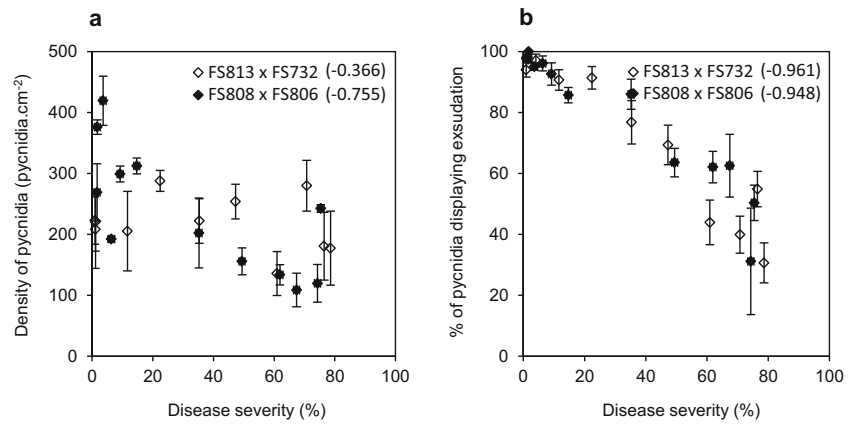 a
500
400
300
200
100
0
0 20 40 60 80 100
Density of pycnidia (pycnidia.cm-2)
Disease severity (%)
FS813 x FS732 (-0.366)
FS808 x FS806 (-0.755)
b
100
80
60
40
20
0
0 20 40 60 80 100
% of pycnidia displaying exsudation
Disease severity (%)
FS813 x FS732 (-0.961)
FS808 x FS806 (-0.948)